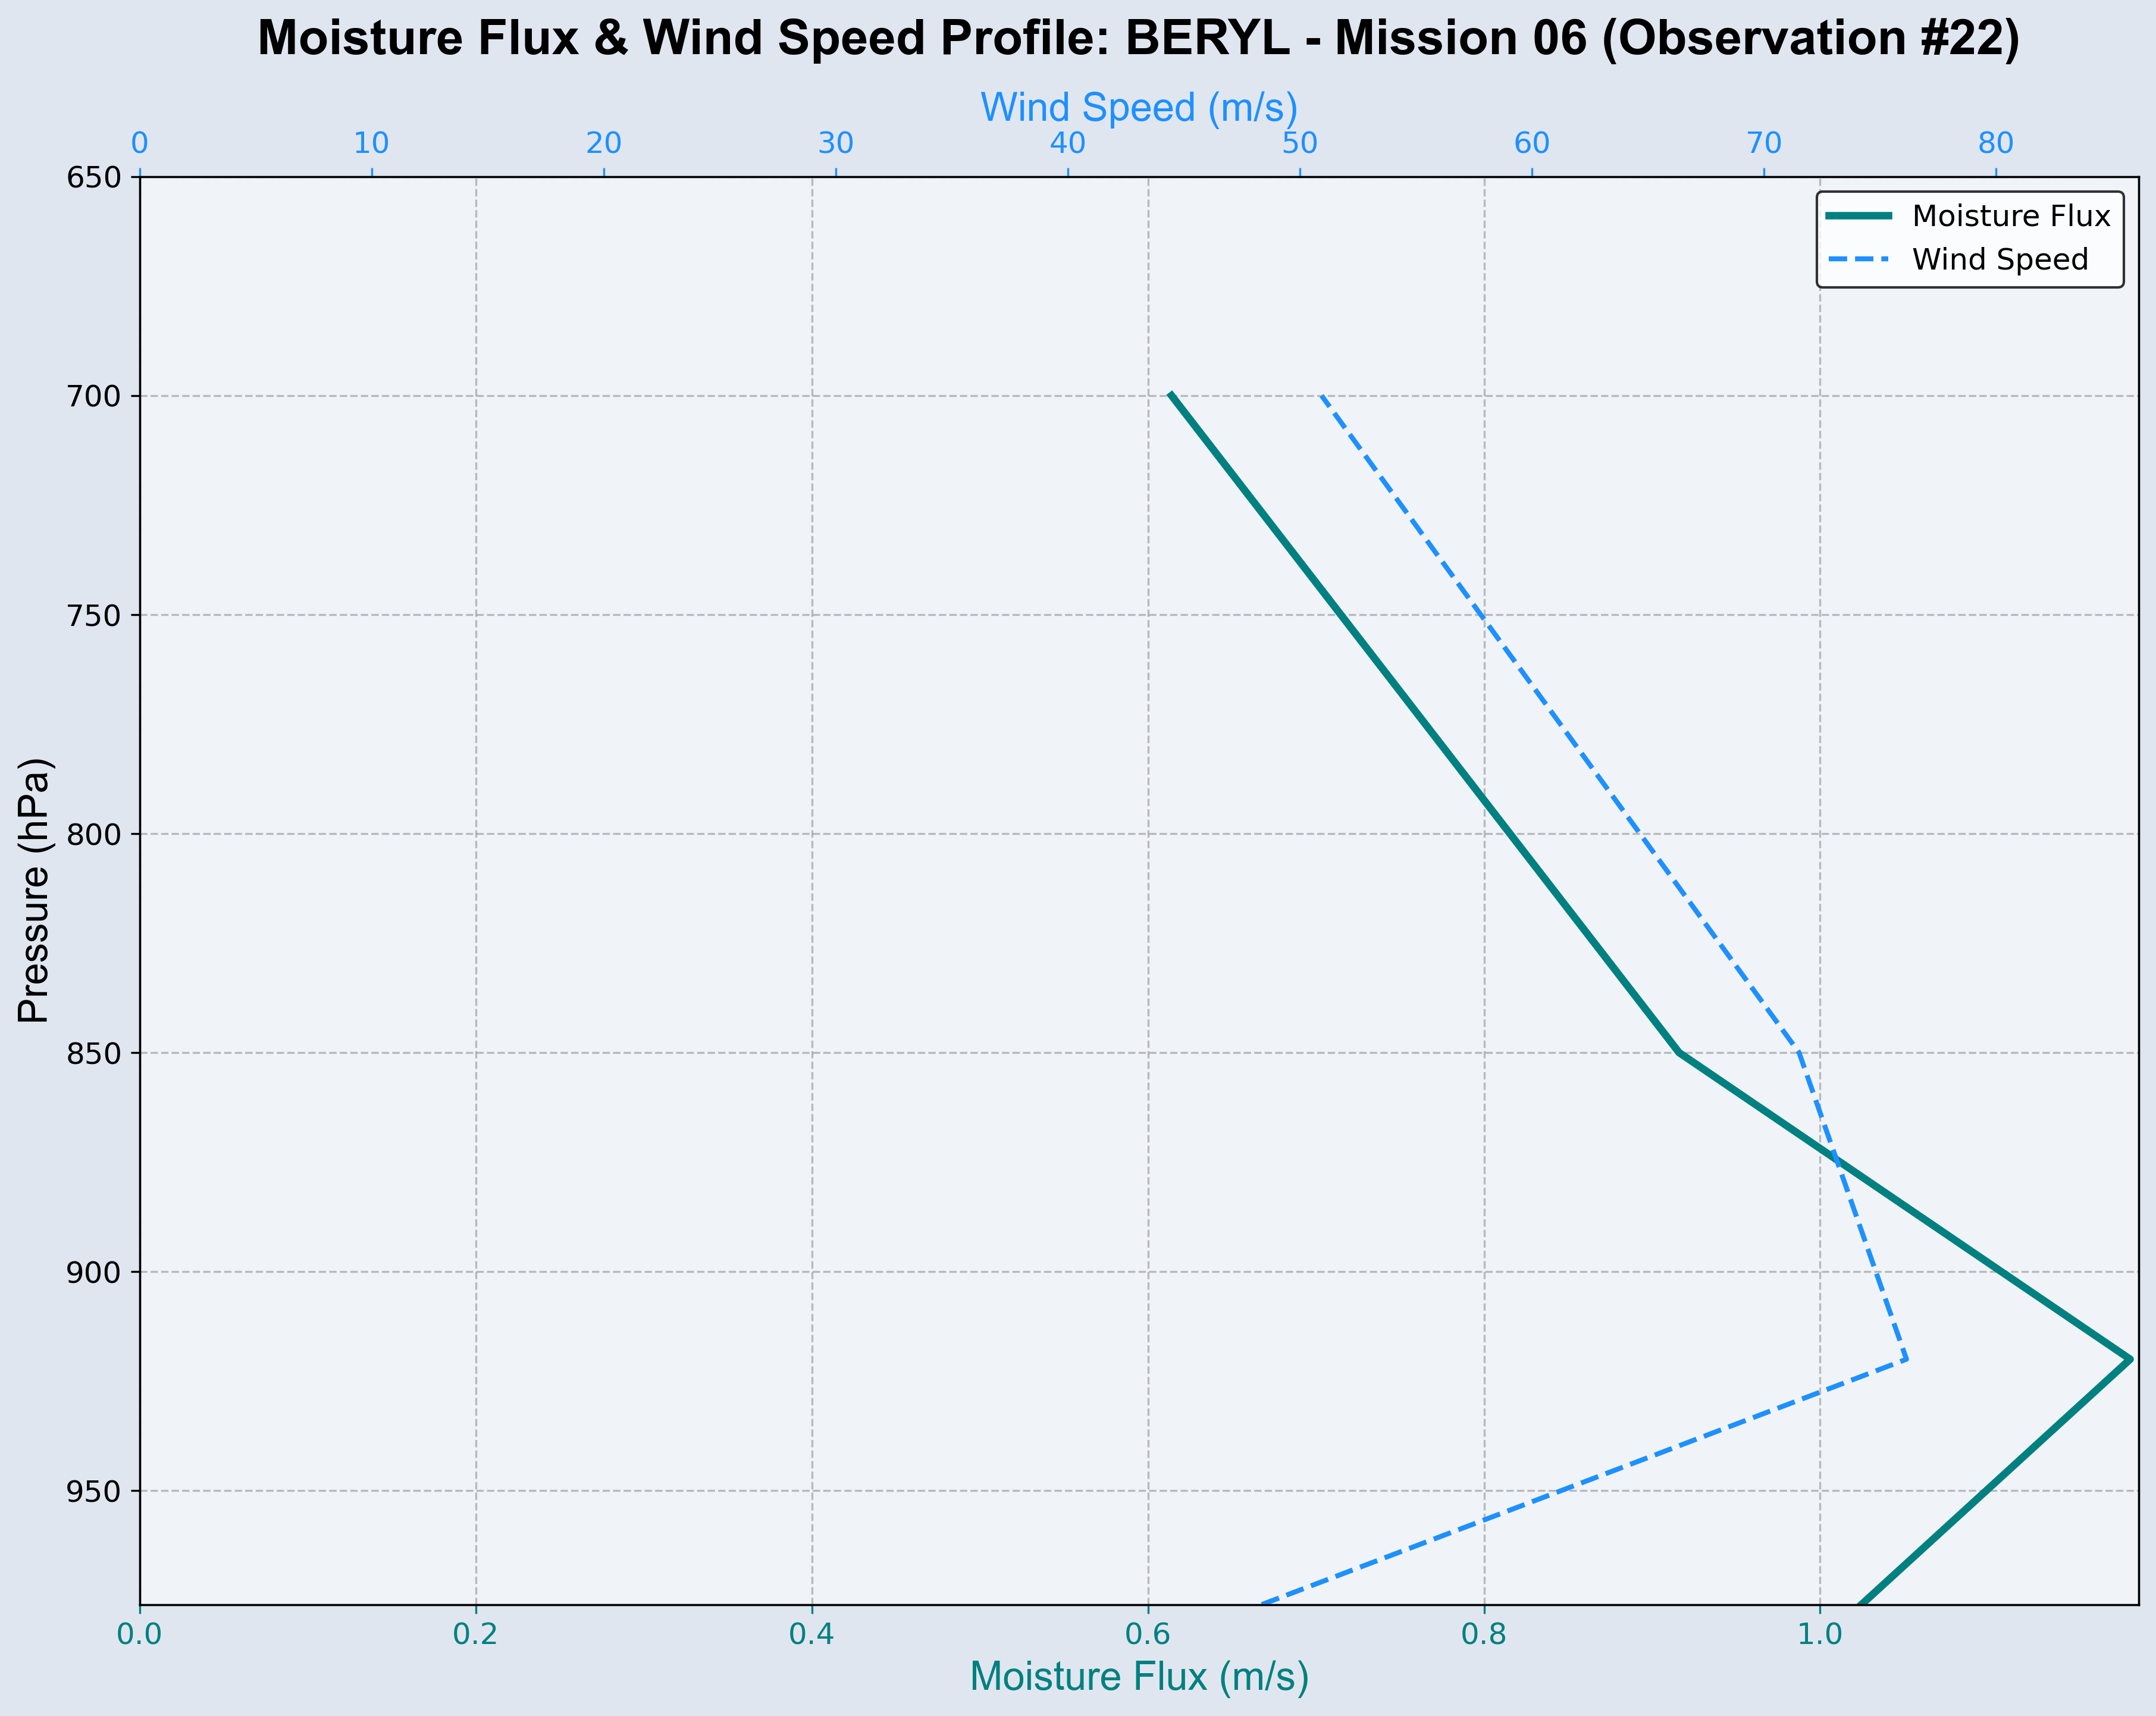 Moisture Flux & Wind Speed Profile: BERYL - Mission 06 (Observation #22)
Wind Speed (m/s)
0 10 20 30 40 50 60 70 80
Moisture Flux
Wind Speed
Pressure (hPa)
650
700
750
800
850
900
950
0.0 0.2 0.4 0.6 0.8 1.0
Moisture Flux (m/s)